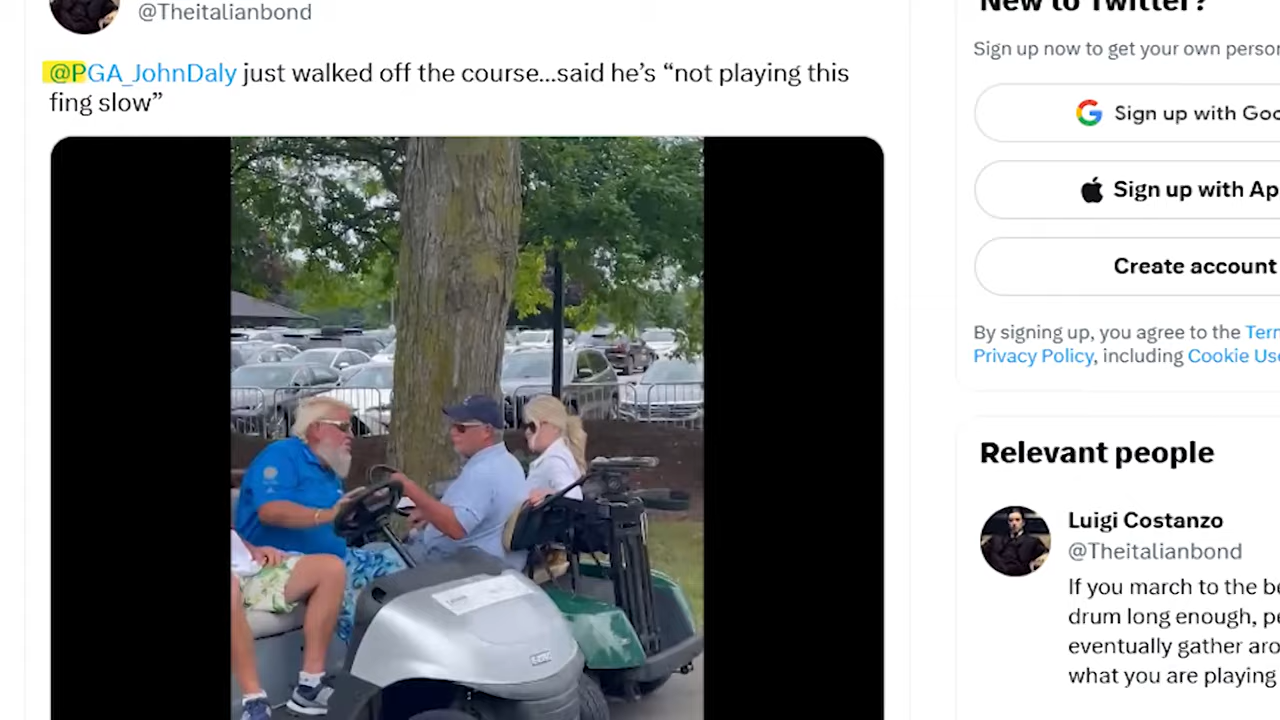 New to Twitter?
@Theitalianbond
Sign up now to get your own person
@PGA_JohnDaly just walked off the course...said he's “not playing this
fing slow”
Sign up with Goo
Sign up with Ap
Create account
By signing up, you agree to the Term
Privacy Policy, including Cookie Use
Relevant people
Luigi Costanzo
@Theitalianbond
If you march to the be
drum long enough, pe
eventually gather aro
what you are playing